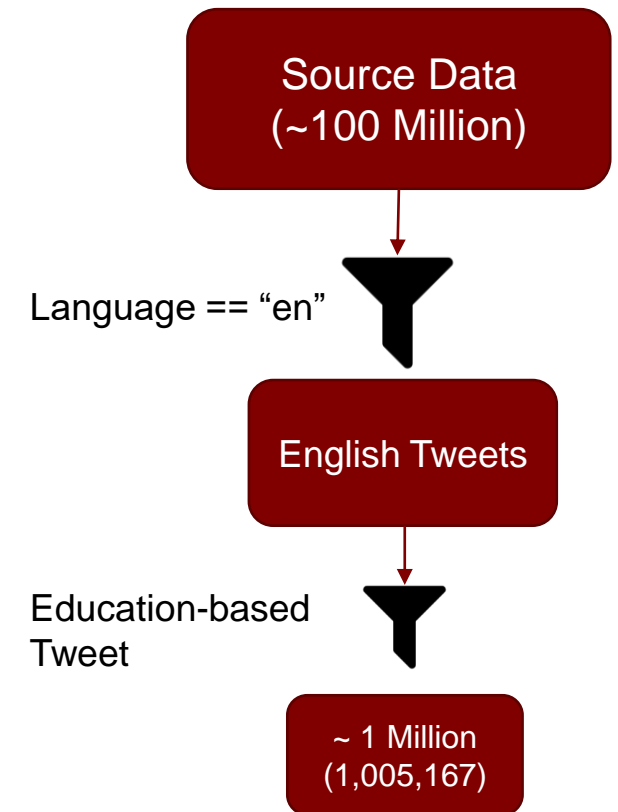 Source Data
(~100 Million)
Language == “en”
English Tweets
Education-based
Tweet
~ 1 Million
(1,005,167)